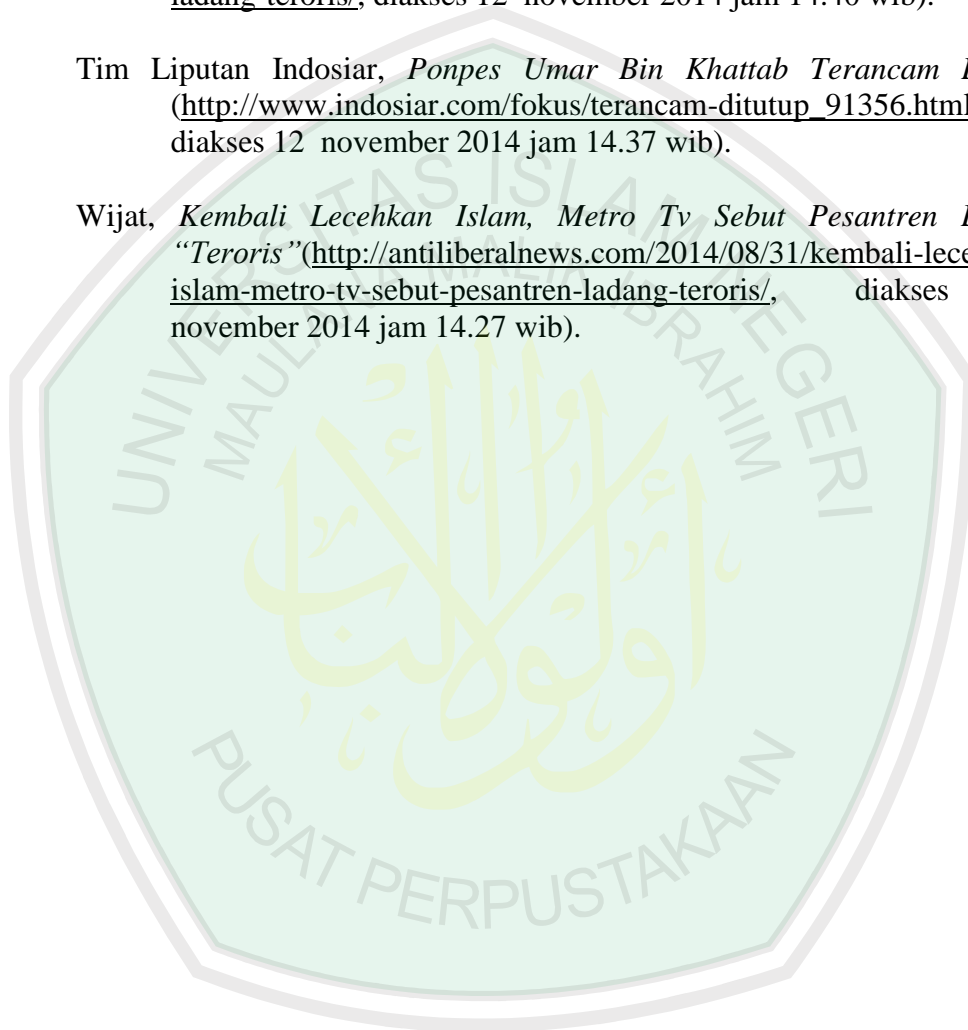 ladang-teroris/, diakses 12 november 2014 jam 14.40 wib).
Tim Liputan Indosiar, Ponpes Umar Bin Khattab Terancam
(http://www.indosiar.com/fokus/terancam-ditutup_91356.html
diakses 12 november 2014 jam 14.37 wib).
Wijat, Kembali Lecehkan Islam, Metro Tv Sebut Pesantren
“Teroris”(http://antiliberalnews.com/2014/08/31/kembali-lece
islam-metro-tv-sebut-pesantren-ladang-teroris/, diakses
november 2014 jam 14.27 wib).
UNIVERSITAS ISLAM NEGERI
MAULANA MALIK IBRAHIM
أولوا الألباب
PUSAT PERPUSTAKAAN